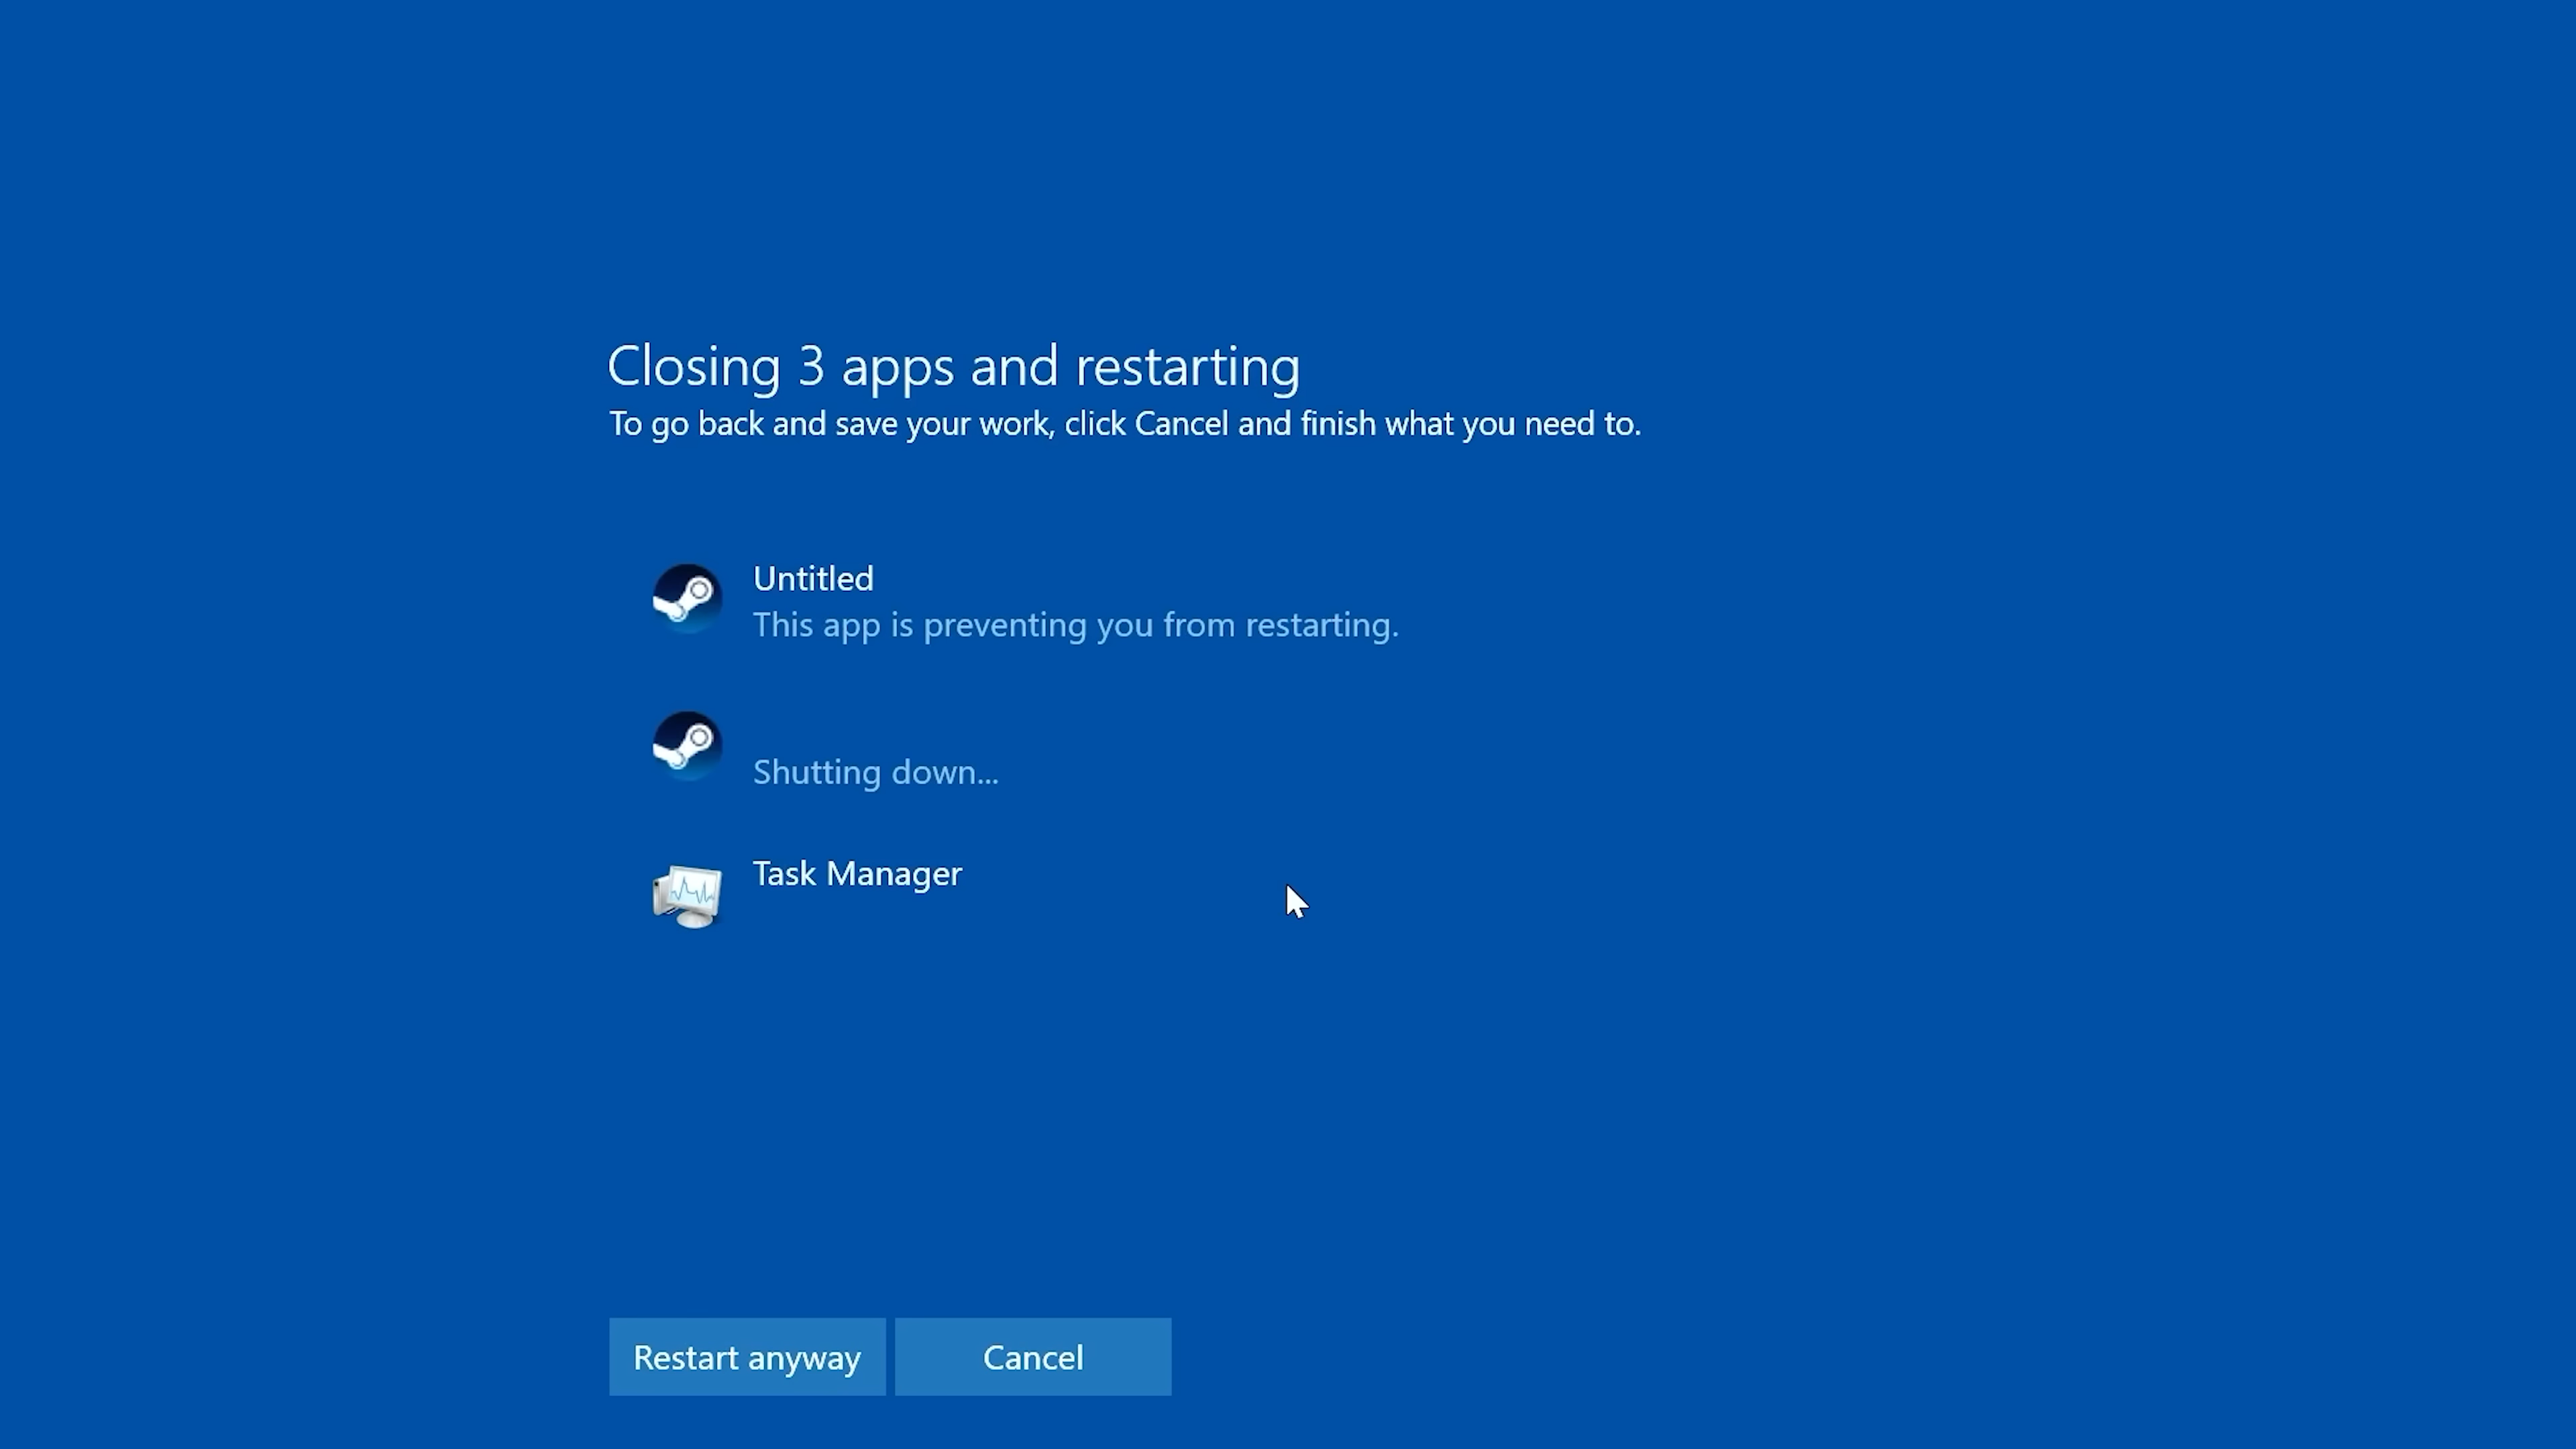 Closing 3 apps and restarting
To go back and save your work, click Cancel and finish what you need to.
Untitled
This app is preventing you from restarting.
Shutting down...
Task Manager
Restart anyway
Cancel